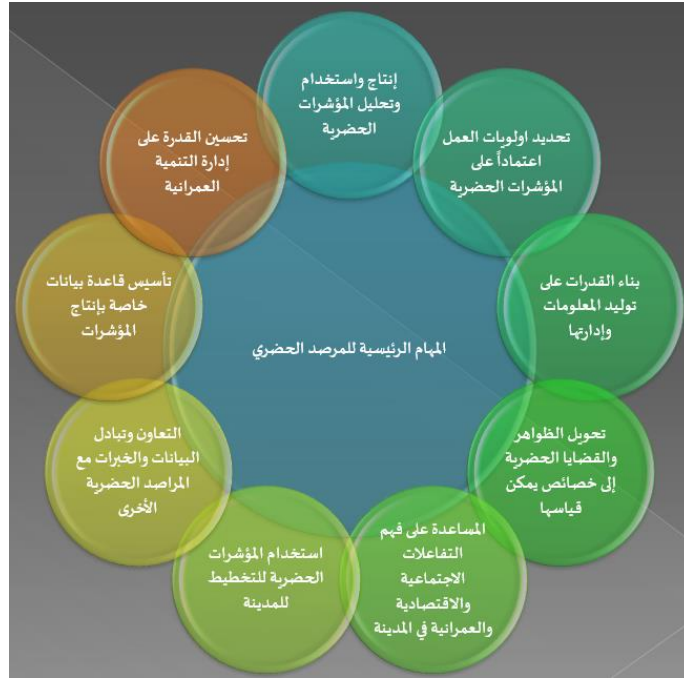 إنتاج واستخدام
وتحليل المؤشرات
الحضرية
تحديد اولويات العمل
اعتماداً على
المؤشرات الحضرية
بناء القدرات على
توليد المعلومات
وإدارتها
تحويل الظواهر
والقضايا الحضرية
إلى خصائص يمكن
قياسها
المساعدة على فهم
التفاعلات
الاجتماعية
والاقتصادية
والعمرانية في المدينة
استخدام المؤشرات
الحضرية للتخطيط
للمدينة
التعاون وتبادل
البيانات والخبرات مع
المراصد الحضرية
الأخرى
تأسيس قاعدة بيانات
خاصة بإنتاج
المؤشرات
تحسين القدرة على
إدارة التنمية
العمرانية
المهام الرئيسية للمرصد الحضري